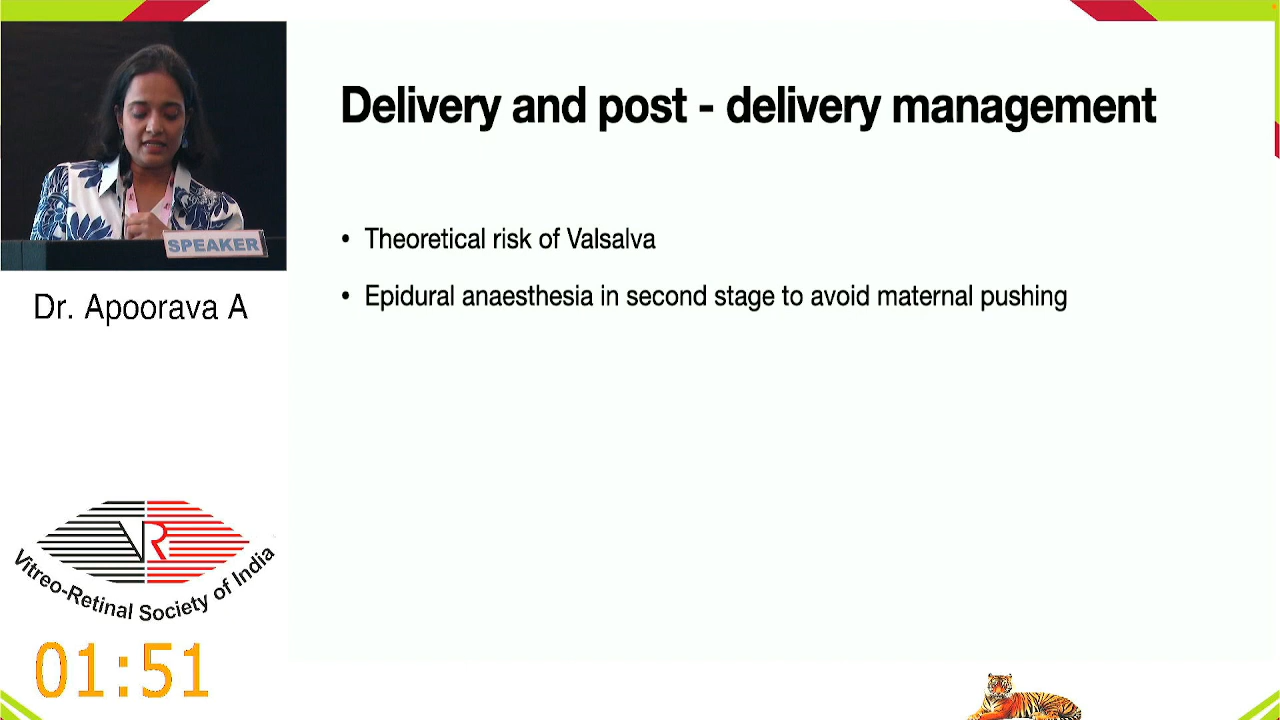 Delivery and post - delivery management
• Theoretical risk of Valsalva
• Epidural anaesthesia in second stage to avoid maternal pushing
SPEAKER
Dr. Apoorava A
VR
Vitreo-Retinal Society of India
01:51